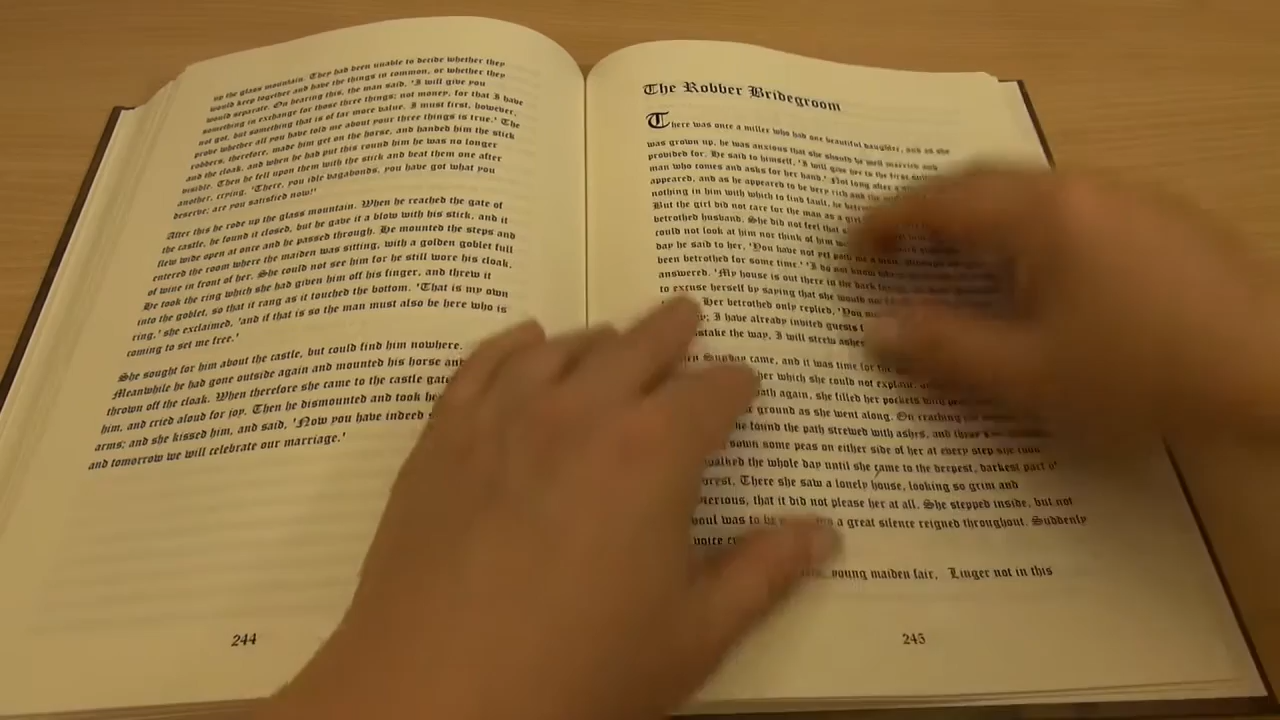 up the glass mountain. They had been unable to decide whether they
would keep together and have the things in common, or whether they
would separate. On hearing this, the man said, 'I will give you
something in exchange for those three things; not money, for that I have
not got, but something that is of far more value. I must first, however,
prove whether all you have told me about your three things is true.' The
robbers, therefore, made him get on the horse, and handed him the stick
and the cloak, and when he had put this round him he was no longer
visible. Then he fell upon them with the stick and beat them one after
another, crying, 'There, you idle vagabonds, you have got what you
deserve; are you satisfied now!'
After this he rode up the glass mountain. When he reached the gate of
the castle, he found it closed, but he gave it a blow with his stick, and it
flew wide open at once and he passed through. He mounted the steps and
entered the room where the maiden was sitting, with a golden goblet full
of wine in front of her. She could not see him for he still wore his cloak.
He took the ring which she had given him off his finger, and threw it
into the goblet, so that it rang as it touched the bottom. 'That is my own
ring,' she exclaimed, 'and if that is so the man must also be here who is
coming to set me free.'
She sought for him about the castle, but could find him nowhere.
Meanwhile he had gone outside again and mounted his horse
thrown off the cloak. When therefore she came to the castle
him, and cried aloud for joy. Then he dismounted and took
arms; and she kissed him, and said, 'Now you have indeed
and tomorrow we will celebrate our marriage.'
244
The Robber Bridegroom
There was once a miller who had one beautiful daughter, and as she
was grown up, he was anxious that she should be well married and
provided for. He said to himself, 'I will give her to the first
man who comes and asks for her hand.' Not long after a
appeared, and as he appeared to be very rich and the
nothing in him with which to find fault, he
But the girl did not care for the man as a girl
betrothed husband. She did not feel that
could not look at him nor think of him
day he said to her, 'You have not yet
been betrothed for some time.' 'I do not know
answered. 'My house is out there in the dark
to excuse herself by saying that she would not
Her betrothed only replied, 'You
I have already invited guests
the way, I will strew ashes
Sunday came, and it was time for
her which she could not explain,
again, she filled her pockets with
ground as she went along. On reaching
found the path strewed with ashes, and
down some peas on either side of her at every step she took.
walked the whole day until she came to the deepest, darkest part of
There she saw a lonely house, looking so grim and
that it did not please her at all. She stepped inside, but not
soul was to be a great silence reigned throughout. Suddenly
voice
young maiden fair, Linger not in this
245